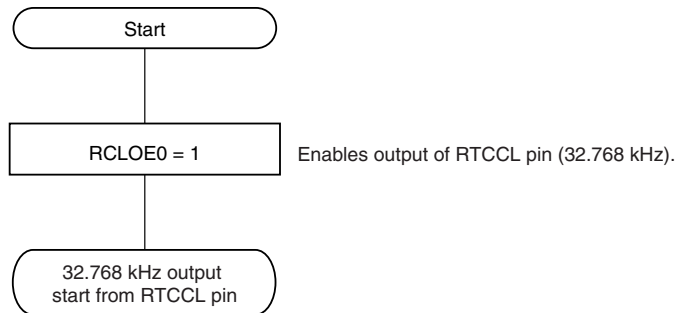 Start
RCLOE0 = 1
Enables output of RTCCL pin (32.768 kHz).
32.768 kHz output
start from RTCCL pin